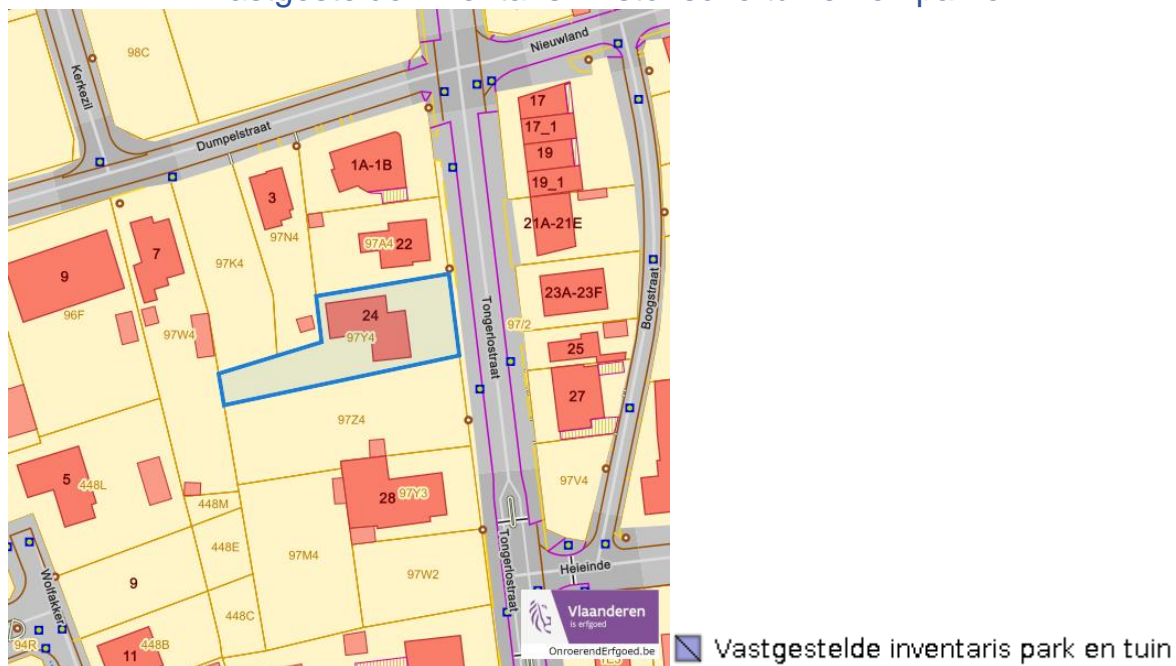 98C
Nieuwland
Kerkezil
Dumpelstraat
17
17_1
1A-1B
19
19_1
3
21A-21E
97N4
97A4 22
7
97K4
9
23A-23F
Boogstraat
24
96F
97/2
Tongerlostraat
97W4
97Y4
25
27
97Z4
5
448L
97V4
28 97Y3
448M
448E
97M4
Tongerlostraat
Heieinde
97W2
9
Wolfakker
448C
Vlaanderen
is erfgoed
94R
448B
11
OnroerendErfgoed.be
Vastgestelde inventaris park en tuin